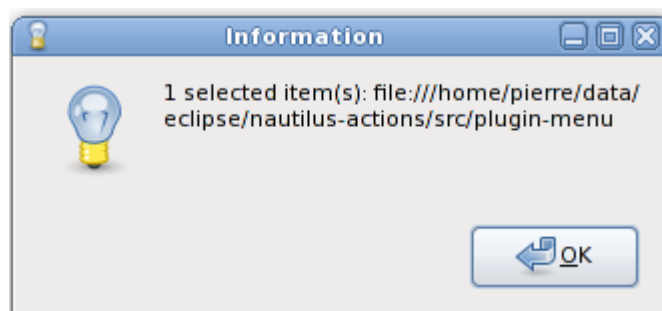 Information
1 selected item(s): file:///home/pierre/data/
eclipse/nautilus-actions/src/plugin-menu
OK